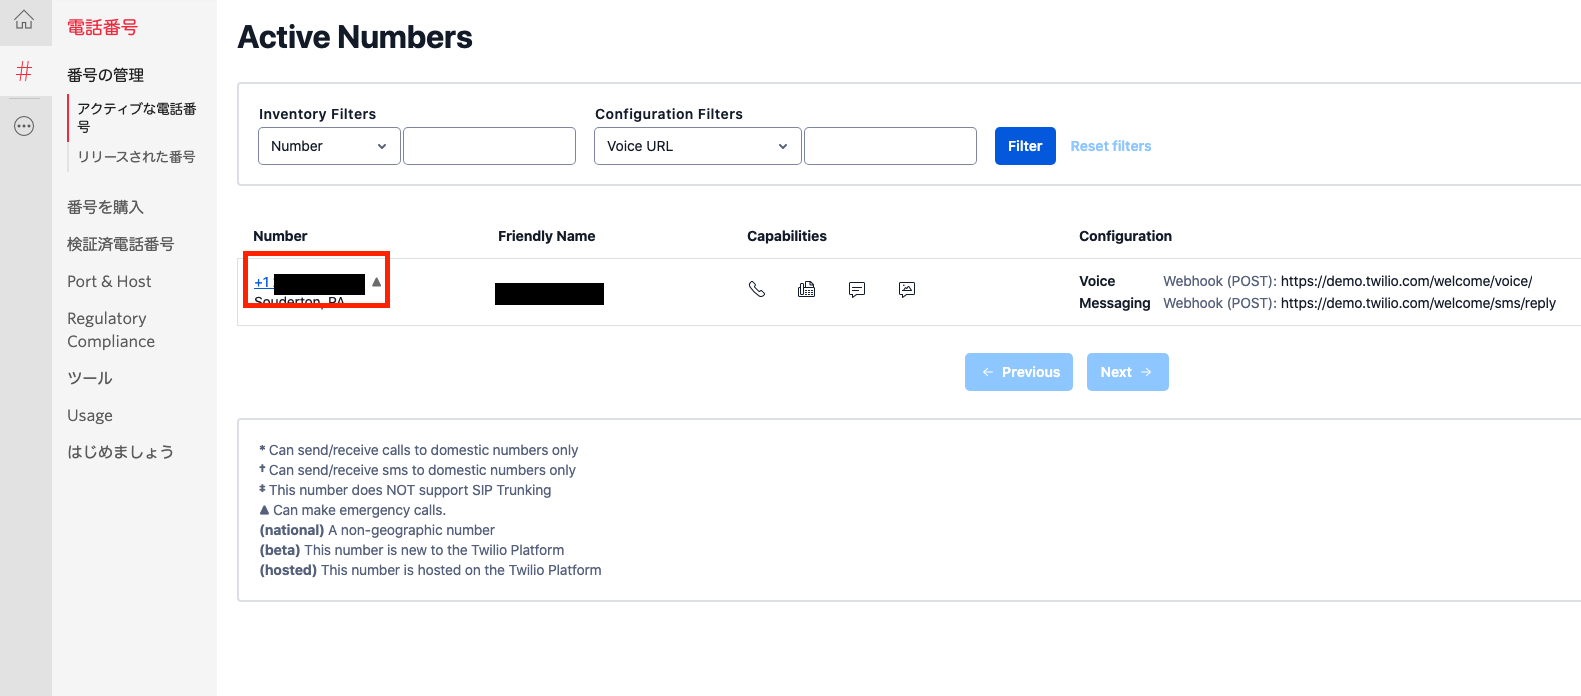 電話番号
番号の管理
アクティブな電話番
号
リリースされた番号
番号を購入
検証済電話番号
Port & Host
Regulatory
Compliance
ツール
Usage
はじめましょう
Active Numbers
Inventory Filters
Configuration Filters
Number
Voice URL
Filter
Reset filters
Number Friendly Name Capabilities Configuration
+1
Souderton, PA
Voice Webhook (POST): https://demo.twilio.com/welcome/voice/
Messaging Webhook (POST): https://demo.twilio.com/welcome/sms/reply
← Previous
Next →
* Can send/receive calls to domestic numbers only
† Can send/receive sms to domestic numbers only
‡ This number does NOT support SIP Trunking
▲ Can make emergency calls.
(national) A non-geographic number
(beta) This number is new to the Twilio Platform
(hosted) This number is hosted on the Twilio Platform